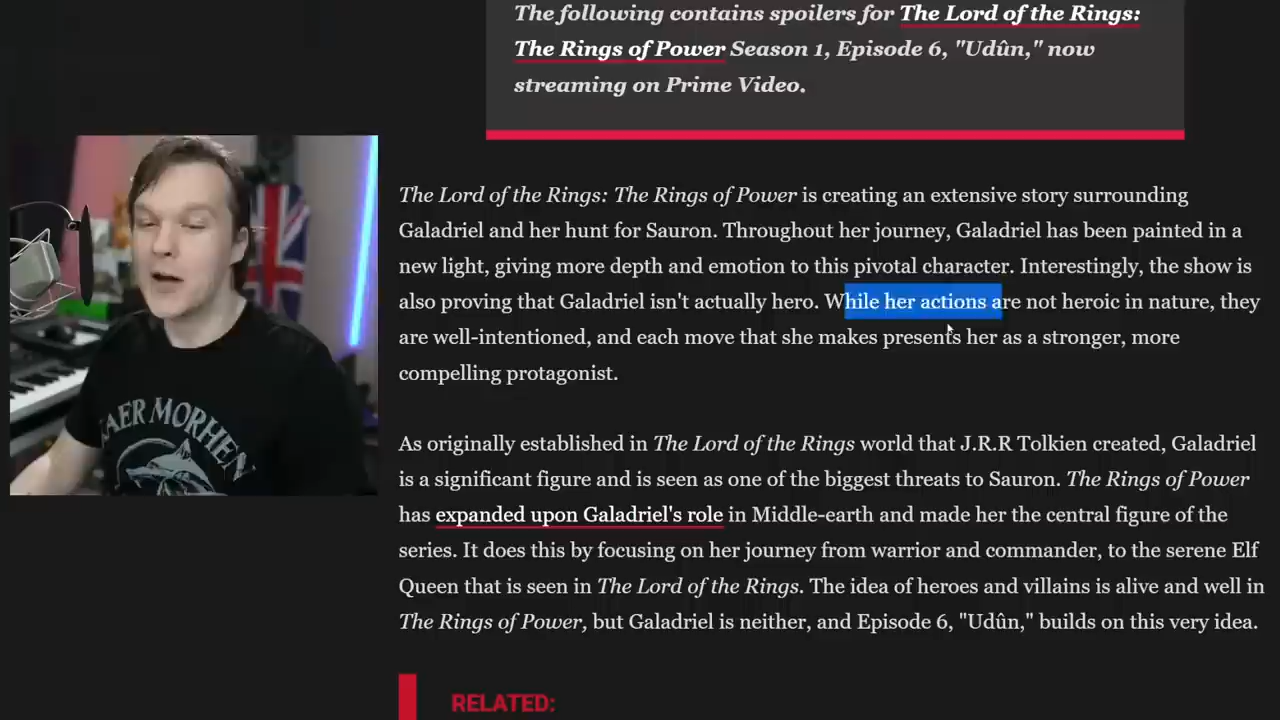 The following contains spoilers for The Lord of the Rings:
The Rings of Power Season 1, Episode 6, "Udûn," now
streaming on Prime Video.
The Lord of the Rings: The Rings of Power is creating an extensive story surrounding
Galadriel and her hunt for Sauron. Throughout her journey, Galadriel has been painted in a
new light, giving more depth and emotion to this pivotal character. Interestingly, the show is
also proving that Galadriel isn't actually hero. While her actions are not heroic in nature, they
are well-intentioned, and each move that she makes presents her as a stronger, more
compelling protagonist.
As originally established in The Lord of the Rings world that J.R.R Tolkien created, Galadriel
is a significant figure and is seen as one of the biggest threats to Sauron. The Rings of Power
has expanded upon Galadriel's role in Middle-earth and made her the central figure of the
series. It does this by focusing on her journey from warrior and commander, to the serene Elf
Queen that is seen in The Lord of the Rings. The idea of heroes and villains is alive and well in
The Rings of Power, but Galadriel is neither, and Episode 6, "Udûn," builds on this very idea.
RELATED:
KAER MORHEN